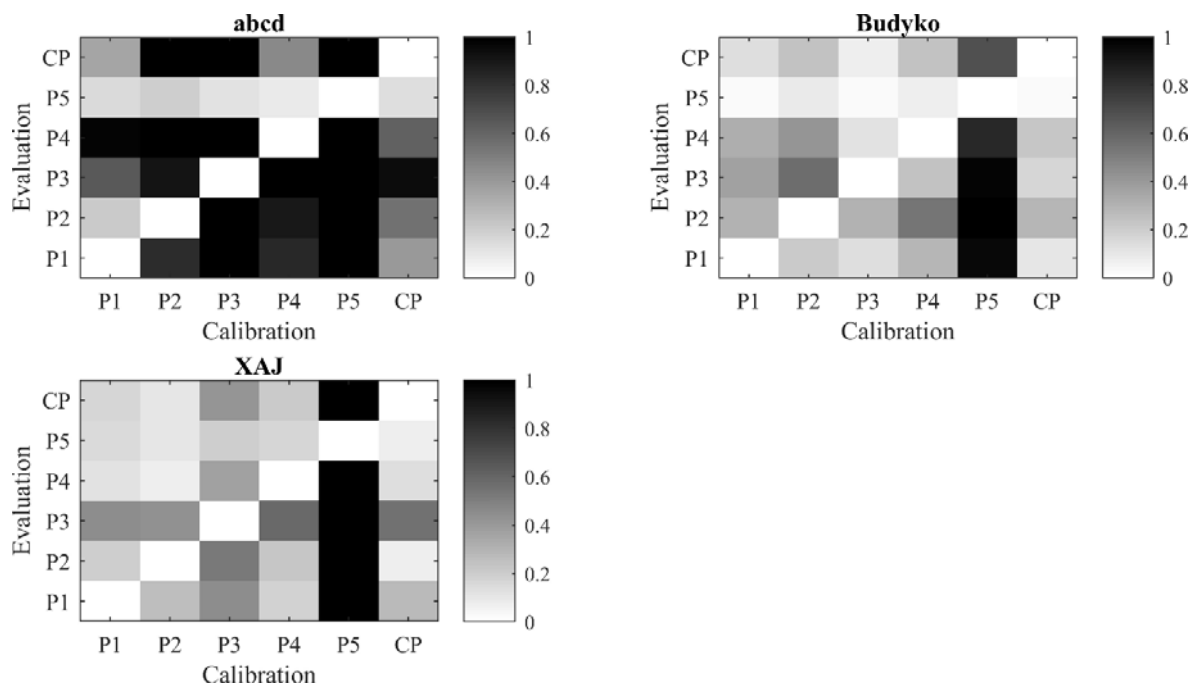 abcd
Evaluation
CP
P5
P4
P3
P2
P1
P1 P2 P3 P4 P5 CP
Calibration
1
0.8
0.6
0.4
0.2
0
Budyko
Evaluation
CP
P5
P4
P3
P2
P1
P1 P2 P3 P4 P5 CP
Calibration
1
0.8
0.6
0.4
0.2
0
XAJ
Evaluation
CP
P5
P4
P3
P2
P1
P1 P2 P3 P4 P5 CP
Calibration
1
0.8
0.6
0.4
0.2
0